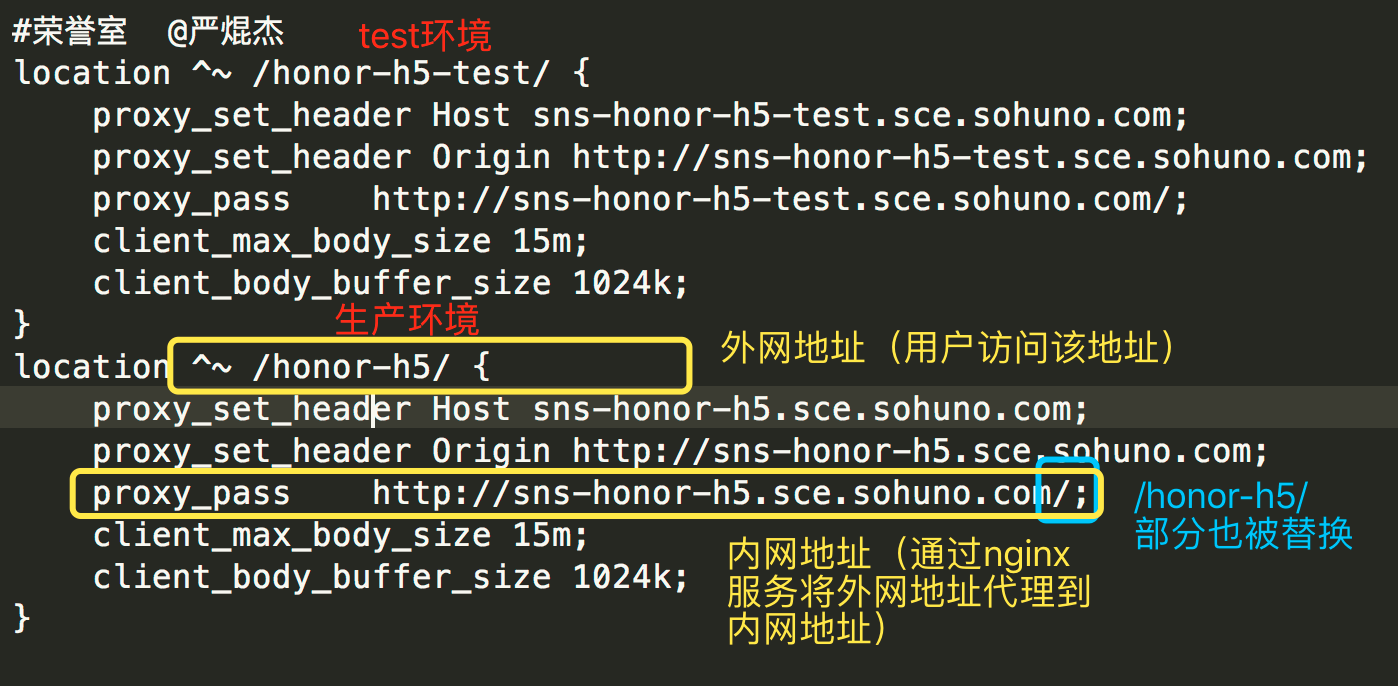 #荣誉室  @严焜杰
test环境
location ^~ /honor-h5-test/ {
    proxy_set_header Host sns-honor-h5-test.sce.sohuno.com;
    proxy_set_header Origin http://sns-honor-h5-test.sce.sohuno.com;
    proxy_pass    http://sns-honor-h5-test.sce.sohuno.com/;
    client_max_body_size 15m;
    client_body_buffer_size 1024k;
}
生产环境
location ^~ /honor-h5/ {
外网地址（用户访问该地址）
    proxy_set_header Host sns-honor-h5.sce.sohuno.com;
    proxy_set_header Origin http://sns-honor-h5.sce.sohuno.com;
    proxy_pass    http://sns-honor-h5.sce.sohuno.com/;
/honor-h5/
部分也被替换
    client_max_body_size 15m;
    client_body_buffer_size 1024k;
}
内网地址（通过nginx
服务将外网地址代理到
内网地址）